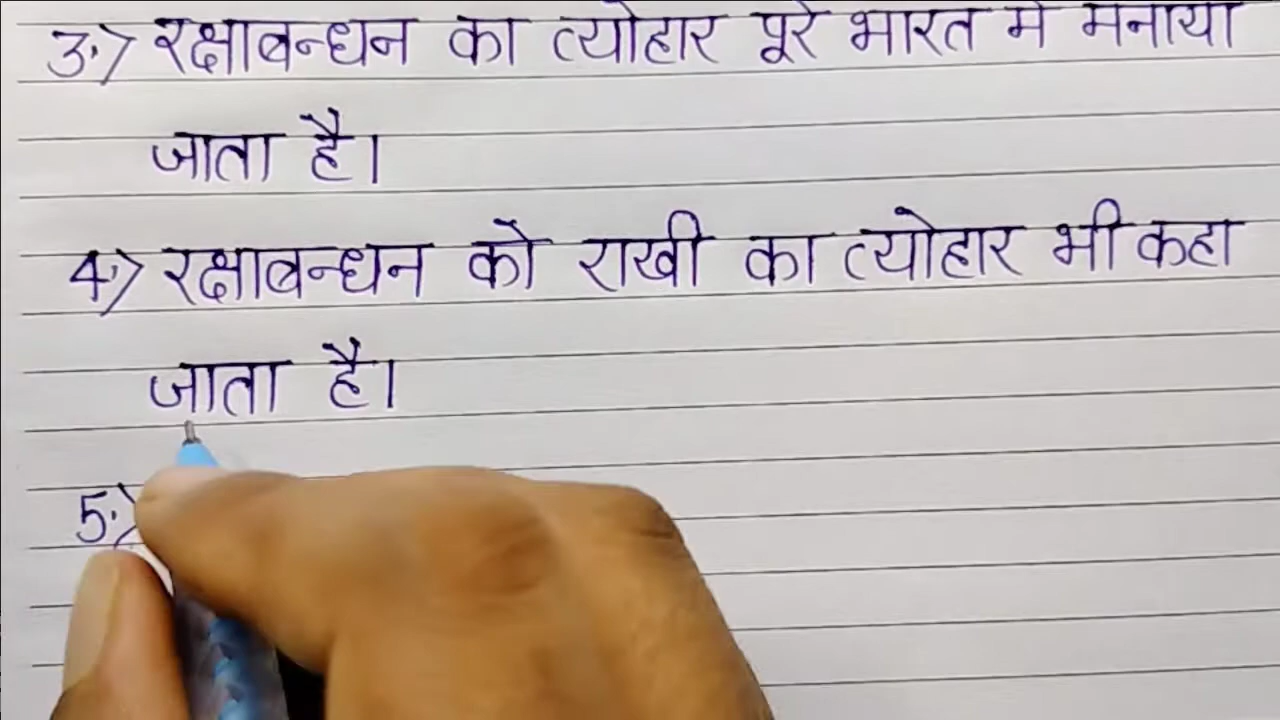 3.) रक्षाबन्धन का त्योहार पूरे भारत मे मनाया
जाता है।
4.) रक्षाबन्धन को राखी का त्योहार भी कहा
जाता है।
5.)